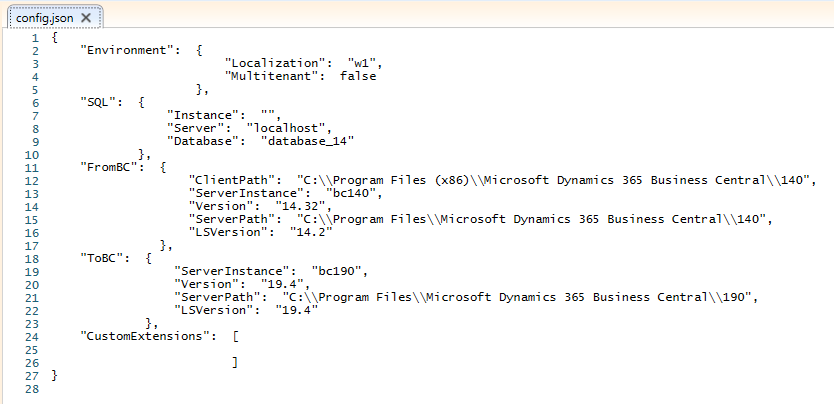 config.json
1 {
2     "Environment":  {
3                         "Localization":  "w1",
4                         "Multitenant":  false
5                     },
6     "SQL":  {
7                 "Instance":  "",
8                 "Server":  "localhost",
9                 "Database":  "database_14"
10             },
11     "FromBC":  {
12                    "ClientPath":  "C:\\Program Files (x86)\\Microsoft Dynamics 365 Business Central\\140",
13                    "ServerInstance":  "bc140",
14                    "Version":  "14.32",
15                    "ServerPath":  "C:\\Program Files\\Microsoft Dynamics 365 Business Central\\140",
16                    "LSVersion":  "14.2"
17                },
18     "ToBC":  {
19                  "ServerInstance":  "bc190",
20                  "Version":  "19.4",
21                  "ServerPath":  "C:\\Program Files\\Microsoft Dynamics 365 Business Central\\190",
22                  "LSVersion":  "19.4"
23              },
24     "CustomExtensions":  [
25
26                          ]
27 }
28